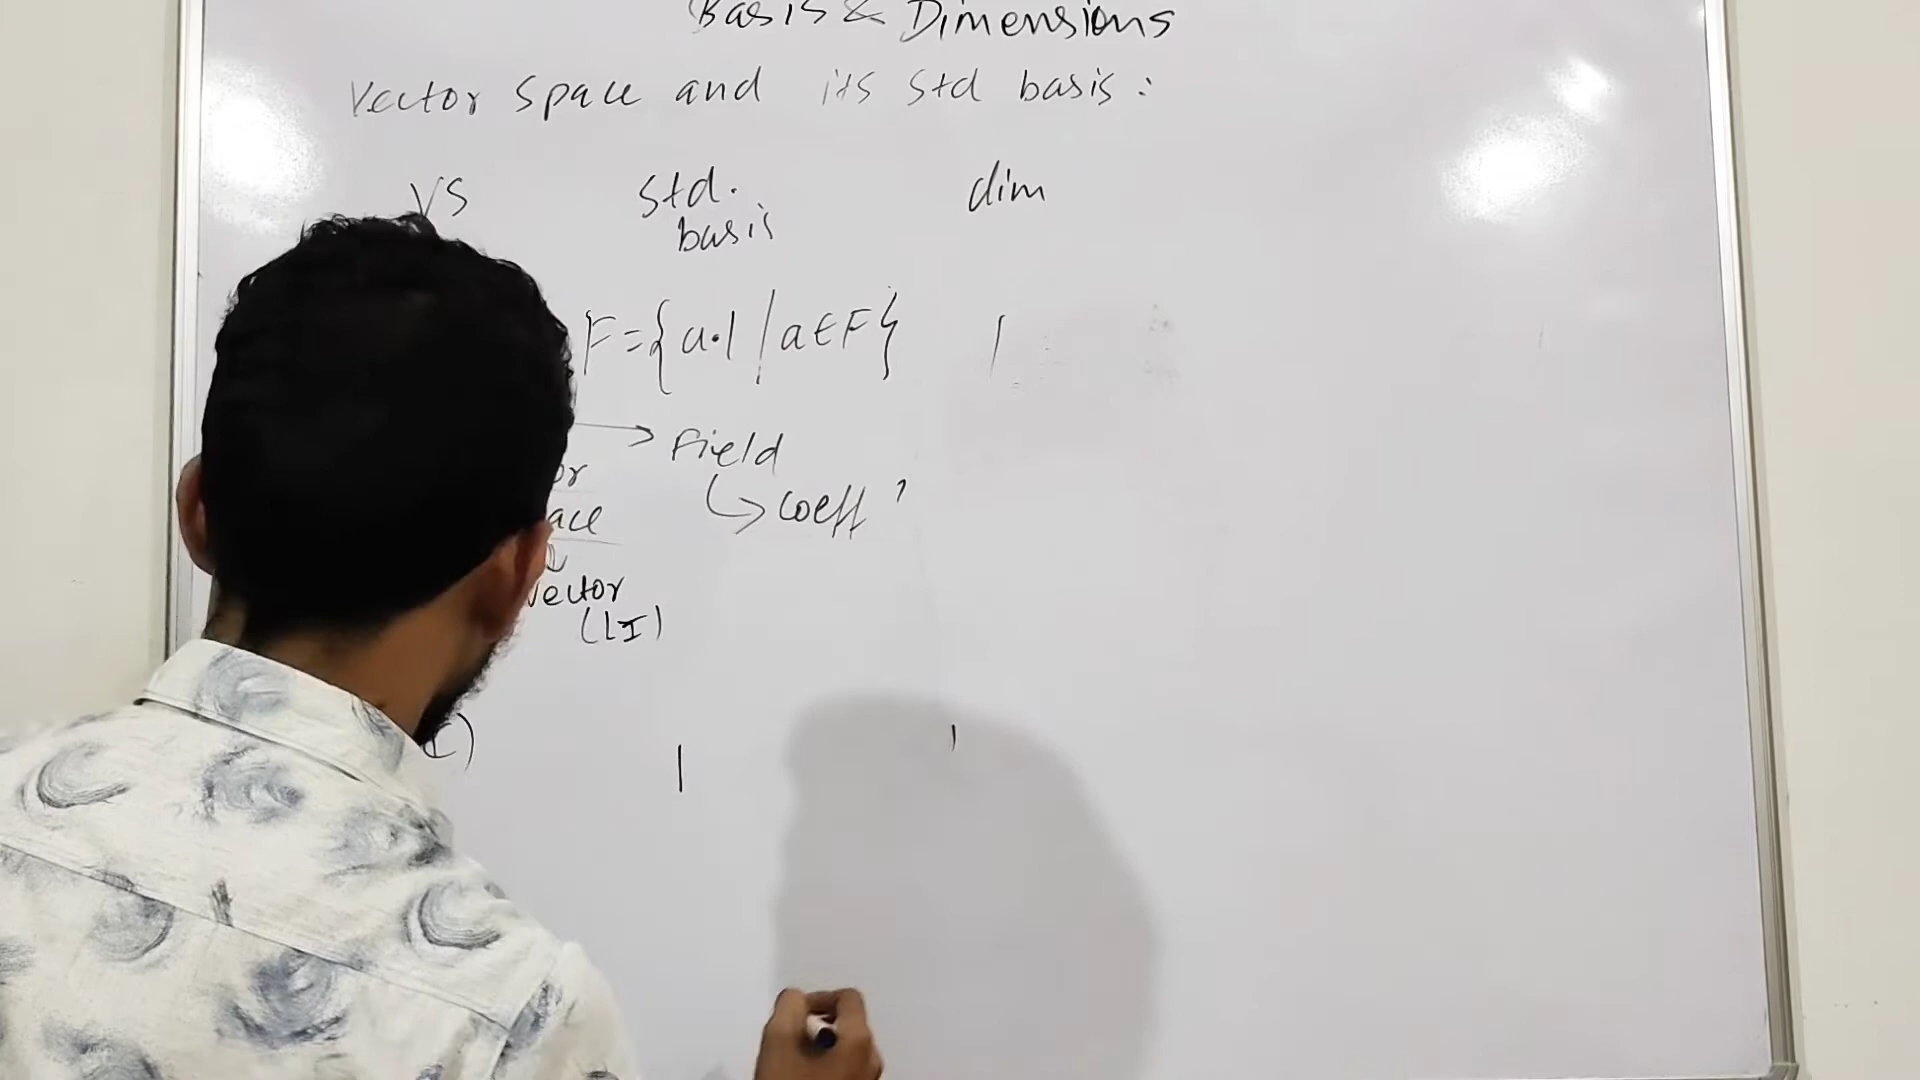 Basis & Dimensions
Vector space and its std basis :
VS std. basis dim
F={a.1 | a∈F} 1
→ Field
or
↳ coeff '
ace
↓
Vector
(LI)
) 1 1